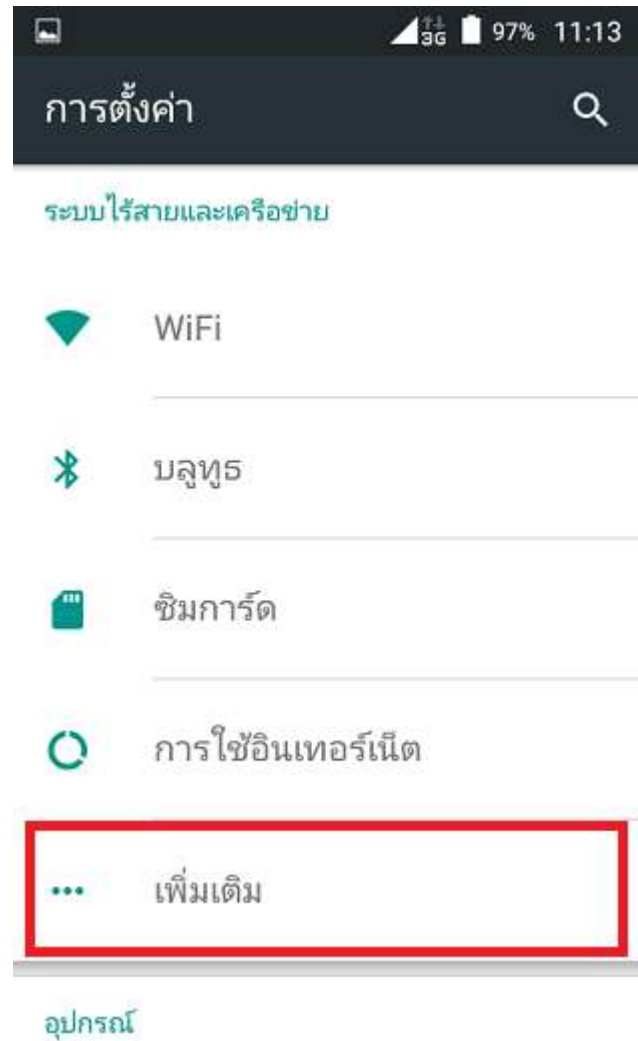 3G 97% 11:13
การตั้งค่า
ระบบไร้สายและเครือข่าย
WiFi
บลูทูธ
ซิมการ์ด
การใช้อินเทอร์เน็ต
เพิ่มเติม
อุปกรณ์